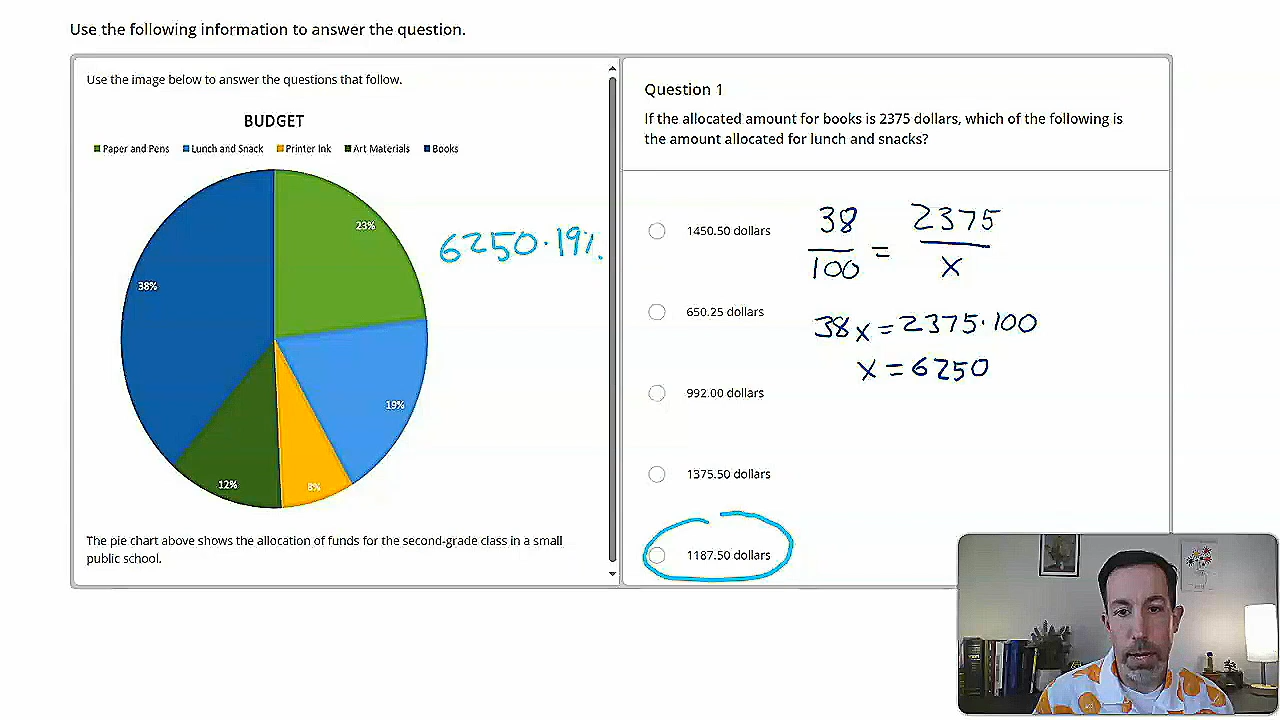 Use the following information to answer the question.
Use the image below to answer the questions that follow.
BUDGET
Paper and Pens Lunch and Snack Printer Ink Art Materials Books
23%
38%
19%
12%
8%
6250·19%
The pie chart above shows the allocation of funds for the second-grade class in a small
public school.
Question 1
If the allocated amount for books is 2375 dollars, which of the following is
the amount allocated for lunch and snacks?
1450.50 dollars
650.25 dollars
992.00 dollars
1375.50 dollars
1187.50 dollars
38/100 = 2375/x
38x = 2375·100
x = 6250